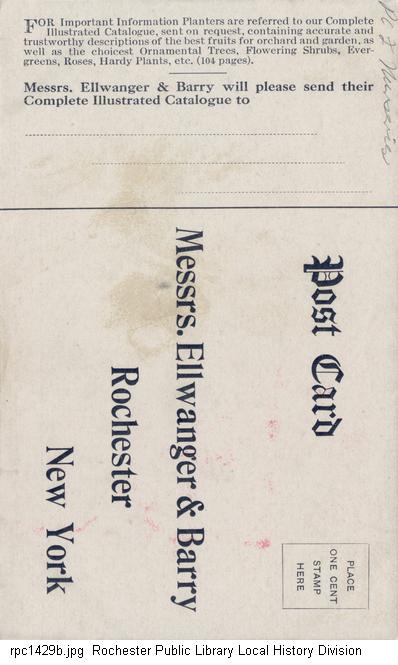 FOR Important Information Planters are referred to our Complete
Illustrated Catalogue, sent on request, containing accurate and
trustworthy descriptions of the best fruits for orchard and garden, as
well as the choicest Ornamental Trees, Flowering Shrubs, Ever-
greens, Roses, Hardy Plants, etc. (104 pages).
Messrs. Ellwanger & Barry will please send their
Complete Illustrated Catalogue to
Post Card
PLACE
ONE CENT
STAMP
HERE
Messrs. Ellwanger & Barry
Rochester
New York
rpc1429b.jpg Rochester Public Library Local History Division